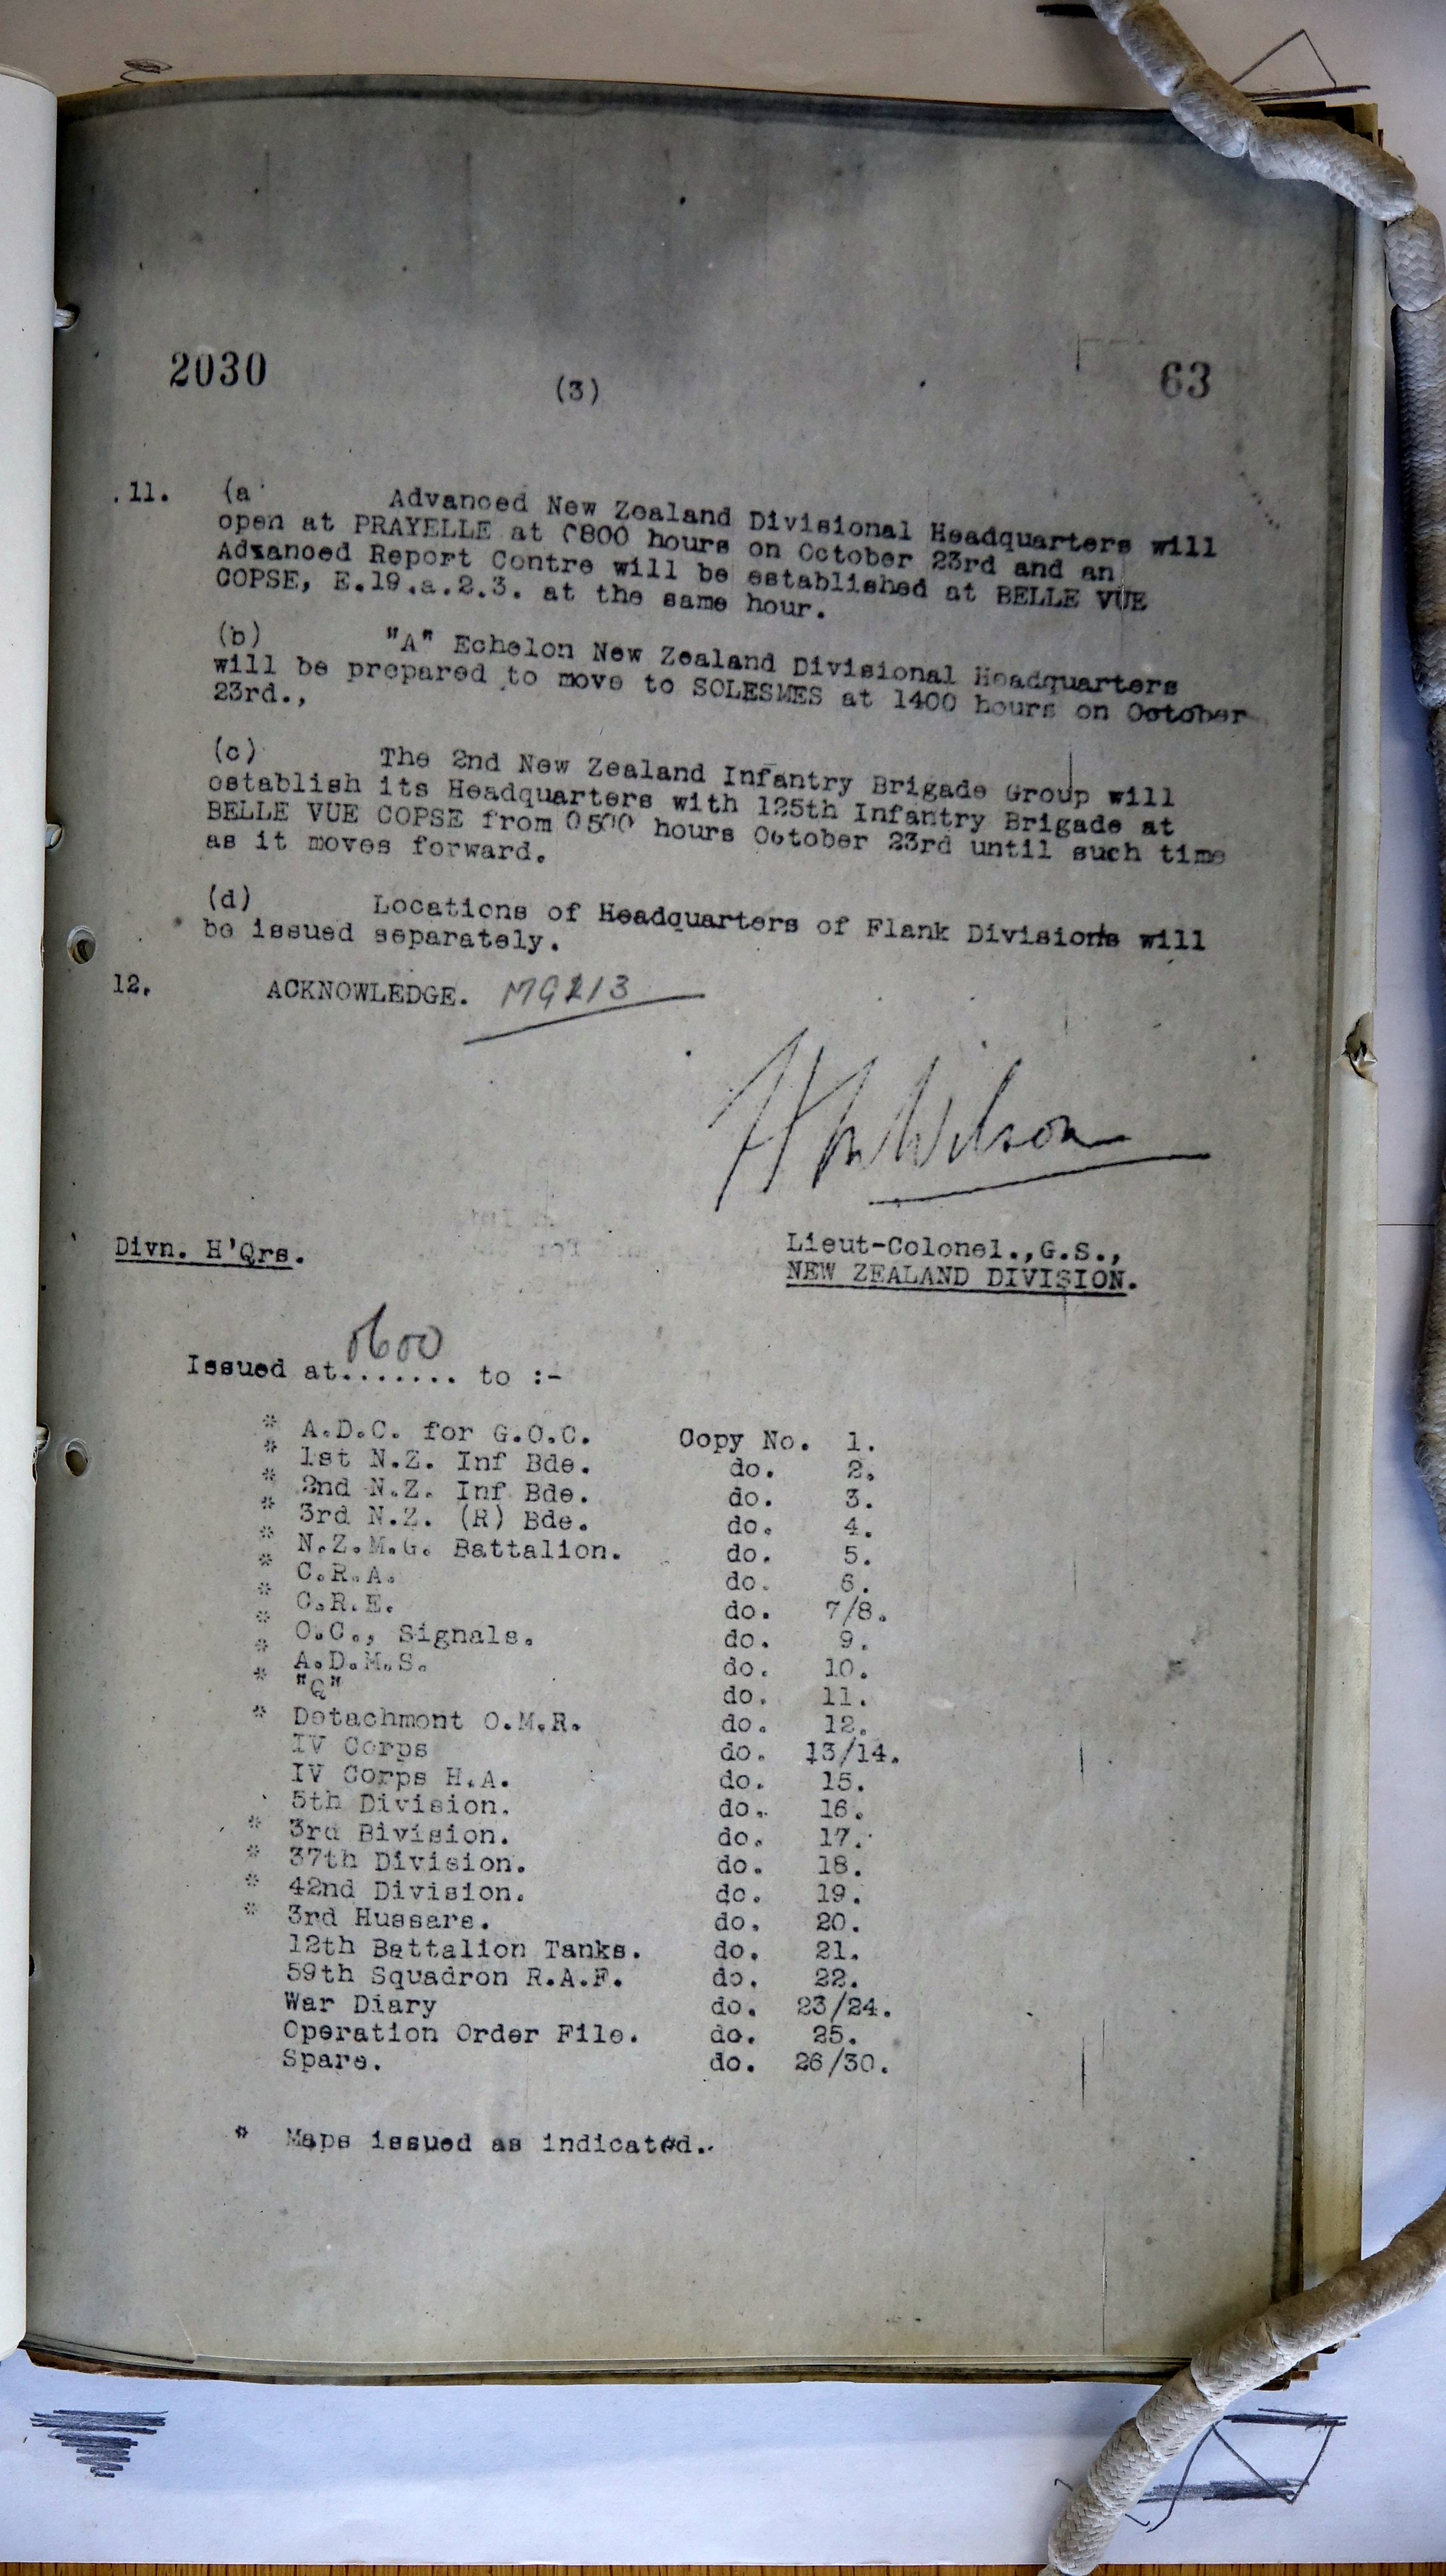 2030
(3)
63
.11. (a Advanced New Zealand Divisional Headquarters will
open at PRAYELLE at 0800 hours on October 23rd and an
Adxanced Report Centre will be established at BELLE VUE
COPSE, E.19.a.2.3. at the same hour.
(b) "A" Echelon New Zealand Divisional Headquarters
will be prepared to move to SOLESMES at 1400 hours on October
23rd.,
(c) The 2nd New Zealand Infantry Brigade Group will
establish its Headquarters with 125th Infantry Brigade at
BELLE VUE COPSE from 0500 hours October 23rd until such time
as it moves forward.
(d) Locations of Headquarters of Flank Divisions will
be issued separately.
12. ACKNOWLEDGE. MG213
H M Wilson
Divn. H'Qrs.
Lieut-Colonel.,G.S.,
NEW ZEALAND DIVISION.
0600
Issued at....... to :-
* A.D.C. for G.O.C. Copy No. 1.
* 1st N.Z. Inf Bde. do. 2.
* 2nd N.Z. Inf Bde. do. 3.
* 3rd N.Z. (R) Bde. do. 4.
* N.Z.M.G. Battalion. do. 5.
* C.R.A. do. 6.
* C.R.E. do. 7/8.
* O.C., Signals. do. 9.
* A.D.M.S. do. 10.
* "Q" do. 11.
* Detachment O.M.R. do. 12.
IV Corps do. 13/14.
IV Corps H.A. do. 15.
5th Division. do. 16.
* 3rd Bivision. do. 17.
* 37th Division. do. 18.
* 42nd Division. do. 19.
* 3rd Hussars. do. 20.
12th Battalion Tanks. do. 21.
59th Squadron R.A.F. do. 22.
War Diary do. 23/24.
Operation Order File. do. 25.
Spare. do. 26/30.
* Maps issued as indicated.